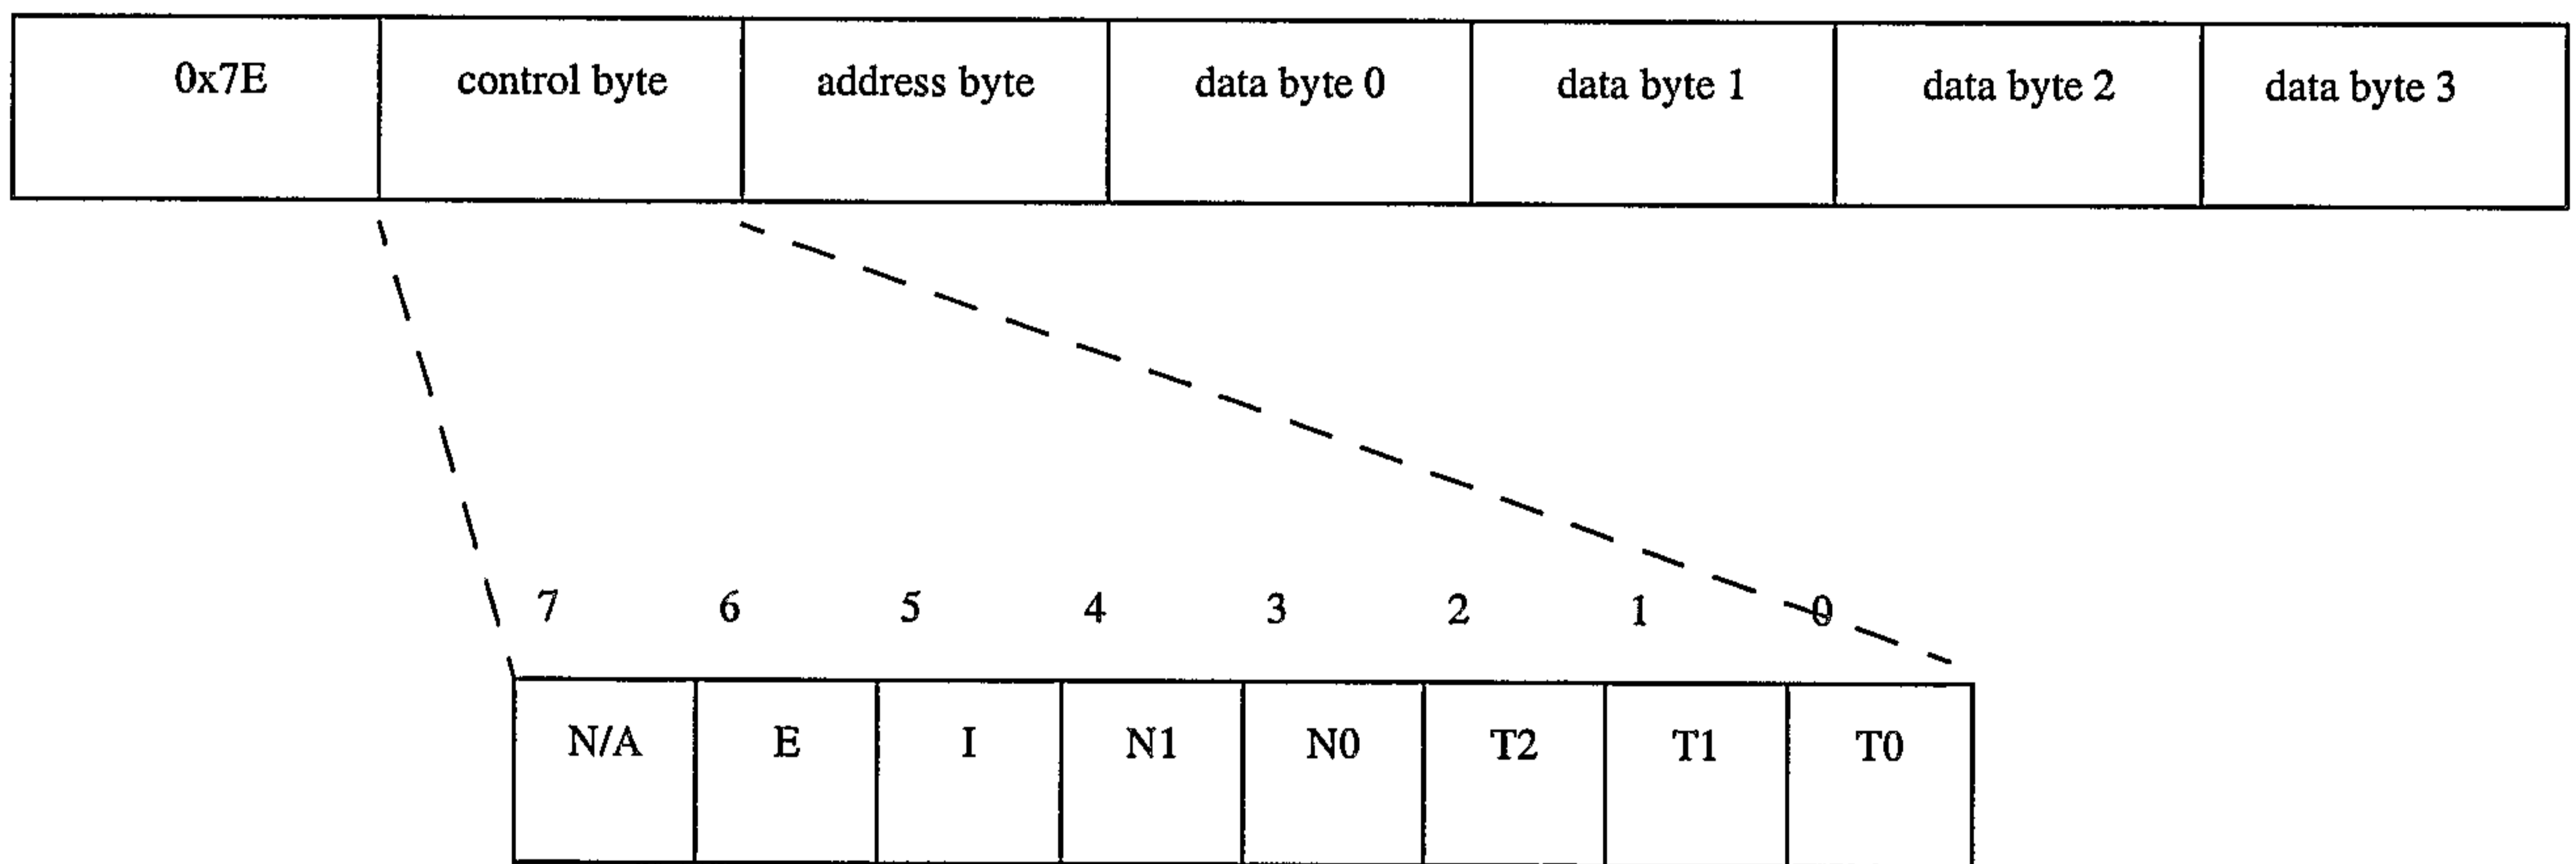 0x7E control byte address byte data byte 0 data byte 1 data byte 2 data byte 3
7 6 5 4 3 2 1 0
N/A E I N1 N0 T2 T1 T0